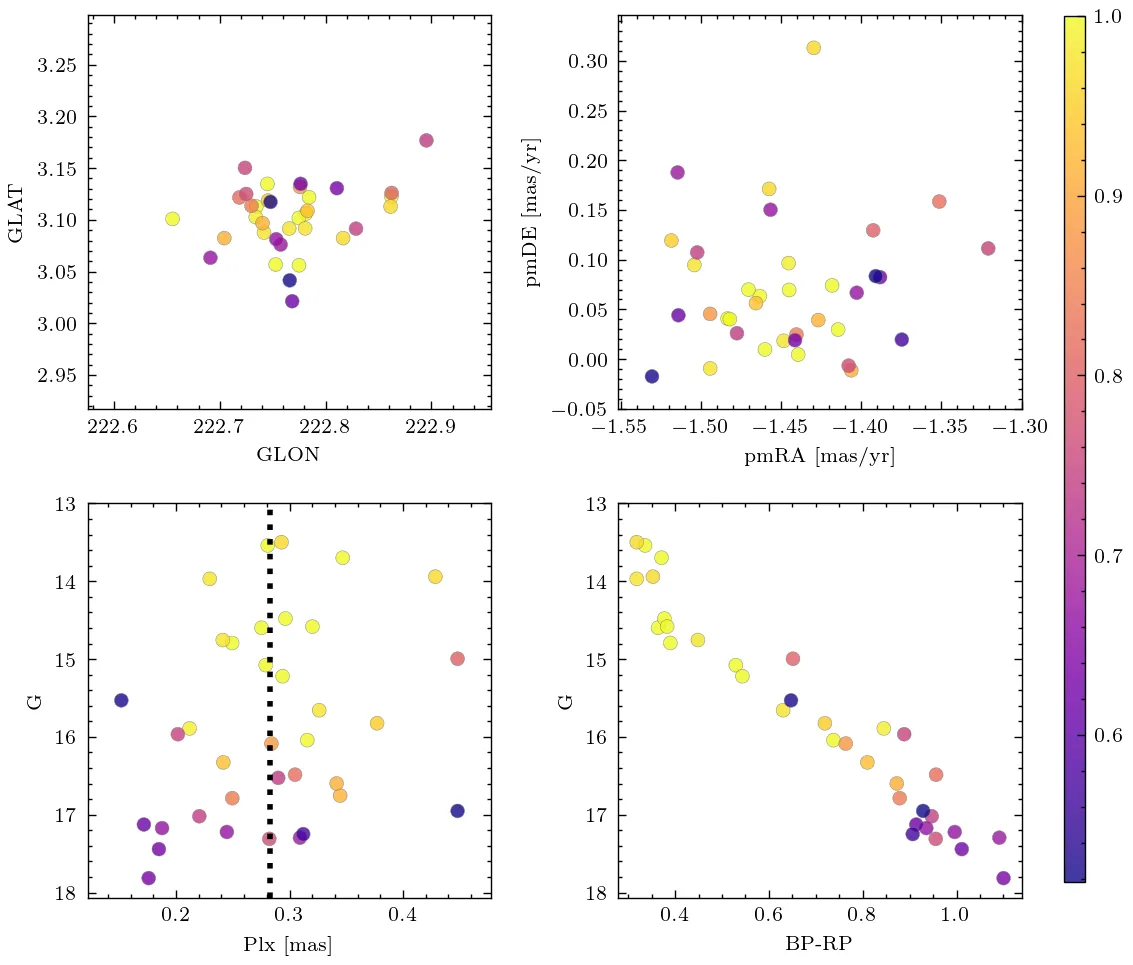 3.25
3.20
3.15
3.10
3.05
3.00
2.95
GLAT
222.6 222.7 222.8 222.9
GLON
0.30
0.25
0.20
0.15
0.10
0.05
0.00
−0.05
pmDE [mas/yr]
−1.55 −1.50 −1.45 −1.40 −1.35 −1.30
pmRA [mas/yr]
1.0
0.9
0.8
0.7
0.6
13
14
15
16
17
18
G
0.2 0.3 0.4
Plx [mas]
13
14
15
16
17
18
G
0.4 0.6 0.8 1.0
BP-RP